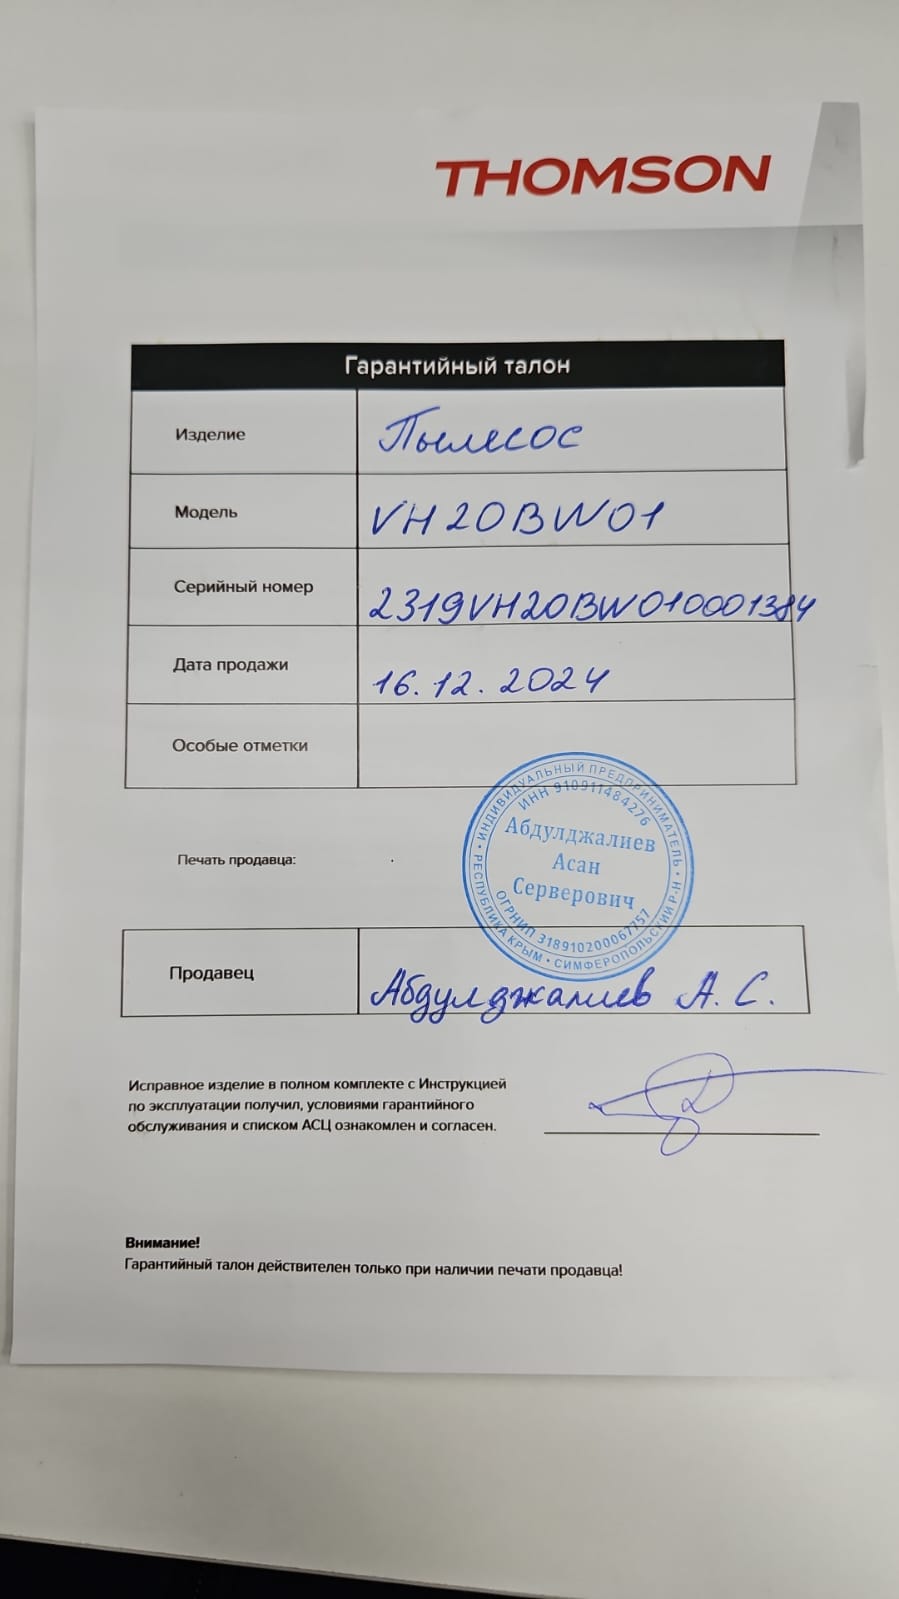 THOMSON
Гарантийный талон
Изделие Пылесос
Модель VH20BW01
Серийный номер 2319VH20BW010001384
Дата продажи 16.12.2024
Особые отметки
Печать продавца:
ИНДИВИДУАЛЬНЫЙ ПРЕДПРИНИМАТЕЛЬ
ИНН 910911484276
Абдулджалиев
Асан
Серверович
ОГРНИП 318910200067757
РЕСПУБЛИКА КРЫМ • СИМФЕРОПОЛЬСКИЙ Р-Н
Продавец Абдулджалиев А. С.
Исправное изделие в полном комплекте с Инструкцией
по эксплуатации получил, условиями гарантийного
обслуживания и списком АСЦ ознакомлен и согласен.
Внимание!
Гарантийный талон действителен только при наличии печати продавца!